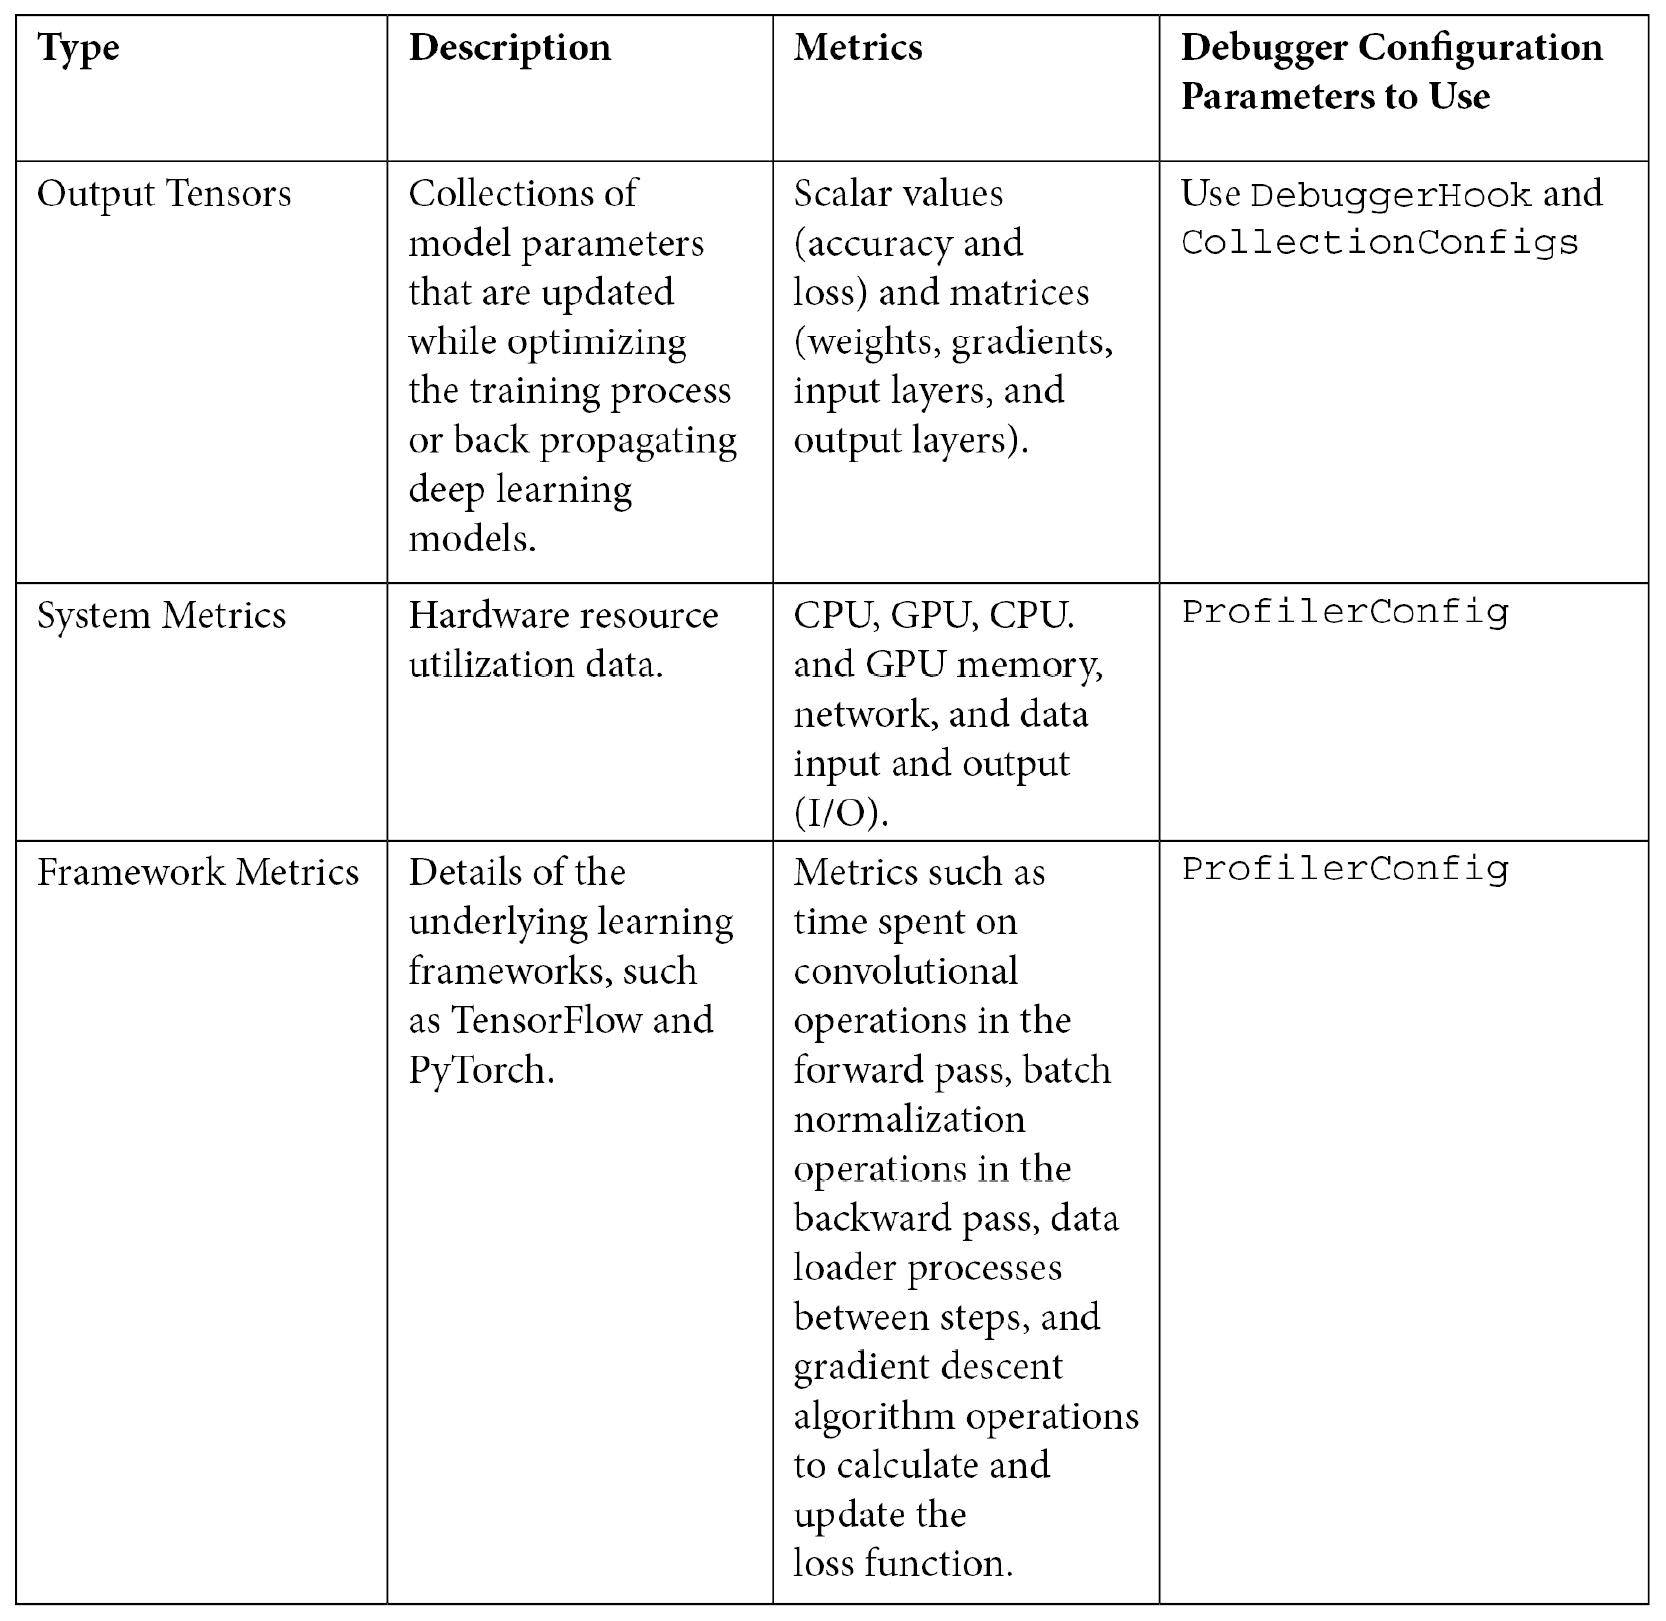 Type
Description
Metrics
Debugger Configuration
Parameters to Use
Output Tensors
Collections of
model parameters
that are updated
while optimizing
the training process
or back propagating
deep learning
models.
Scalar values
(accuracy and
loss) and matrices
(weights, gradients,
input layers, and
output layers).
Use DebuggerHook and
CollectionConfigs
System Metrics
Hardware resource
utilization data.
CPU, GPU, CPU.
and GPU memory,
network, and data
input and output
(I/O).
ProfilerConfig
Framework Metrics
Details of the
underlying learning
frameworks, such
as TensorFlow and
PyTorch.
Metrics such as
time spent on
convolutional
operations in the
forward pass, batch
normalization
operations in the
backward pass, data
loader processes
between steps, and
gradient descent
algorithm operations
to calculate and
update the
loss function.
ProfilerConfig